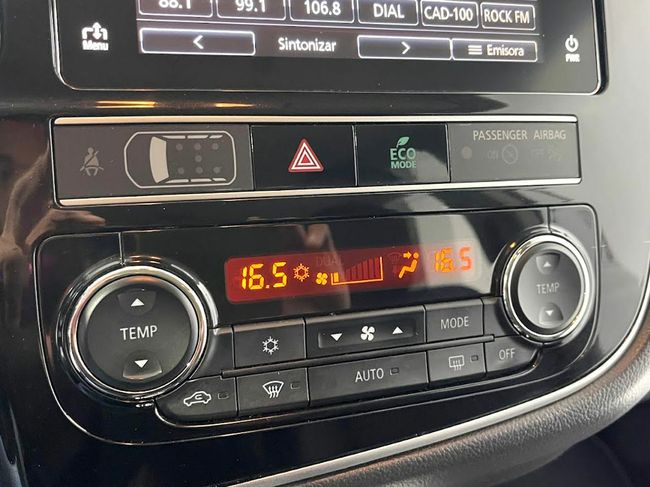 88.1 99.1 106.8 DIAL CAD-100 ROCK FM
Menu < Sintonizar > Emisora PWR
PASSENGER AIRBAG
ECO
MODE
ON OFF
DUAL
16.5 16.5
TEMP MODE TEMP
AUTO OFF